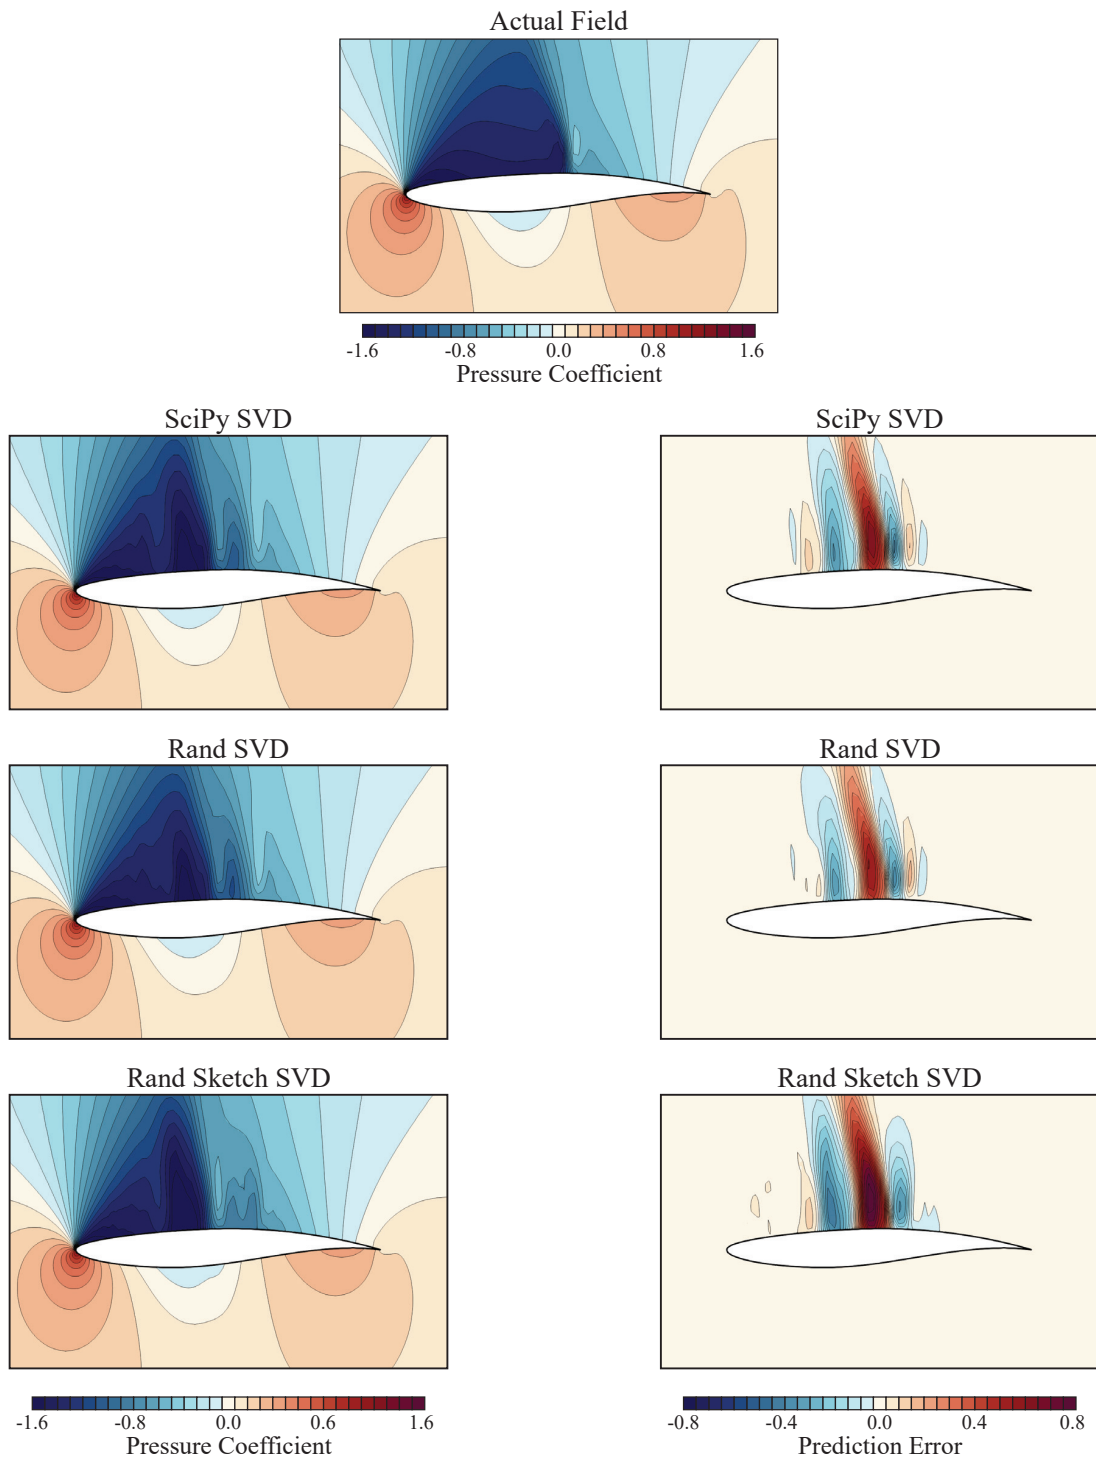 Actual Field
-1.6 -0.8 0.0 0.8 1.6
Pressure Coefficient
SciPy SVD
SciPy SVD
Rand SVD
Rand SVD
Rand Sketch SVD
Rand Sketch SVD
-1.6 -0.8 0.0 0.6 1.6
Pressure Coefficient
-0.8 -0.4 0.0 0.4 0.8
Prediction Error